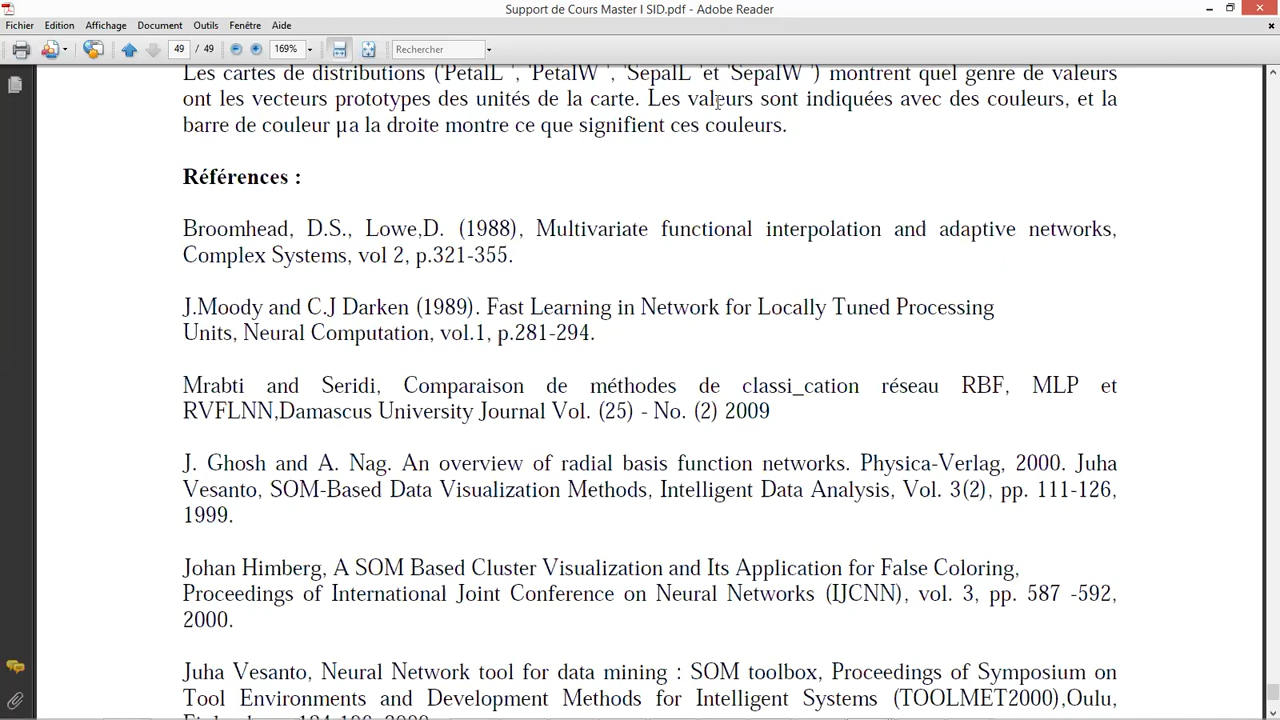 Support de Cours Master I SID.pdf - Adobe Reader
Fichier Edition Affichage Document Outils Fenêtre Aide
49 / 49 169% Rechercher
Les cartes de distributions ('PetalL ', 'PetalW ', 'SepalL 'et 'SepalW ') montrent quel genre de valeurs
ont les vecteurs prototypes des unités de la carte. Les valeurs sont indiquées avec des couleurs, et la
barre de couleur µa la droite montre ce que signifient ces couleurs.
Références :
Broomhead, D.S., Lowe,D. (1988), Multivariate functional interpolation and adaptive networks,
Complex Systems, vol 2, p.321-355.
J.Moody and C.J Darken (1989). Fast Learning in Network for Locally Tuned Processing
Units, Neural Computation, vol.1, p.281-294.
Mrabti and Seridi, Comparaison de méthodes de classi_cation réseau RBF, MLP et
RVFLNN,Damascus University Journal Vol. (25) - No. (2) 2009
J. Ghosh and A. Nag. An overview of radial basis function networks. Physica-Verlag, 2000. Juha
Vesanto, SOM-Based Data Visualization Methods, Intelligent Data Analysis, Vol. 3(2), pp. 111-126,
1999.
Johan Himberg, A SOM Based Cluster Visualization and Its Application for False Coloring,
Proceedings of International Joint Conference on Neural Networks (IJCNN), vol. 3, pp. 587 -592,
2000.
Juha Vesanto, Neural Network tool for data mining : SOM toolbox, Proceedings of Symposium on
Tool Environments and Development Methods for Intelligent Systems (TOOLMET2000),Oulu,